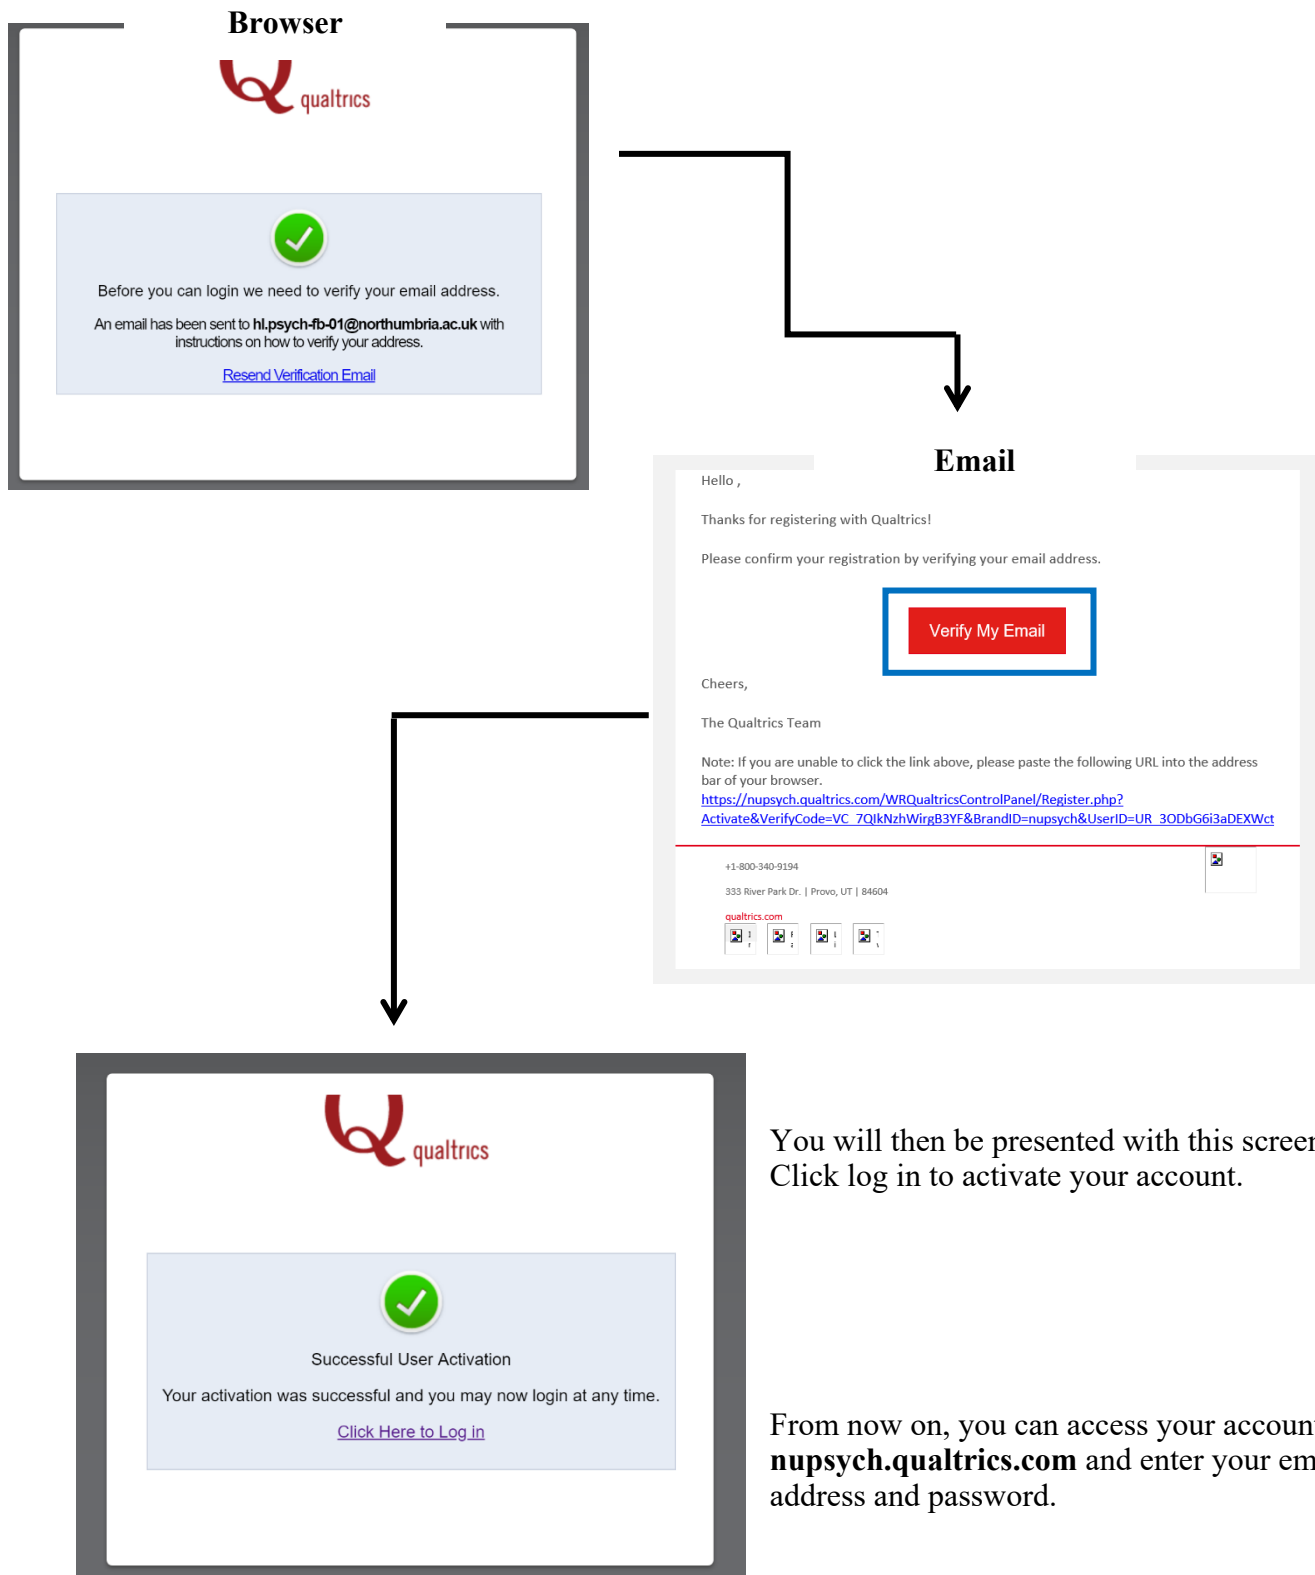 Browser
qualtrics
Before you can login we need to verify your email address.
An email has been sent to hl.psych-fb-01@northumbria.ac.uk with
instructions on how to verify your address.
Resend Verification Email
Email
Hello ,
Thanks for registering with Qualtrics!
Please confirm your registration by verifying your email address.
Verify My Email
Cheers,
The Qualtrics Team
Note: If you are unable to click the link above, please paste the following URL into the address
bar of your browser.
https://nupsych.qualtrics.com/WRQualtricsControlPanel/Register.php?
Activate&VerifyCode=VC_7QIkNzhWirgB3YF&BrandID=nupsych&UserID=UR_3ODbG6i3aDEXWct
+1-800-340-9194
333 River Park Dr. | Provo, UT | 84604
qualtrics.com
qualtrics
Successful User Activation
Your activation was successful and you may now login at any time.
Click Here to Log in
You will then be presented with this screen
Click log in to activate your account.
From now on, you can access your account
nupsych.qualtrics.com and enter your em
address and password.